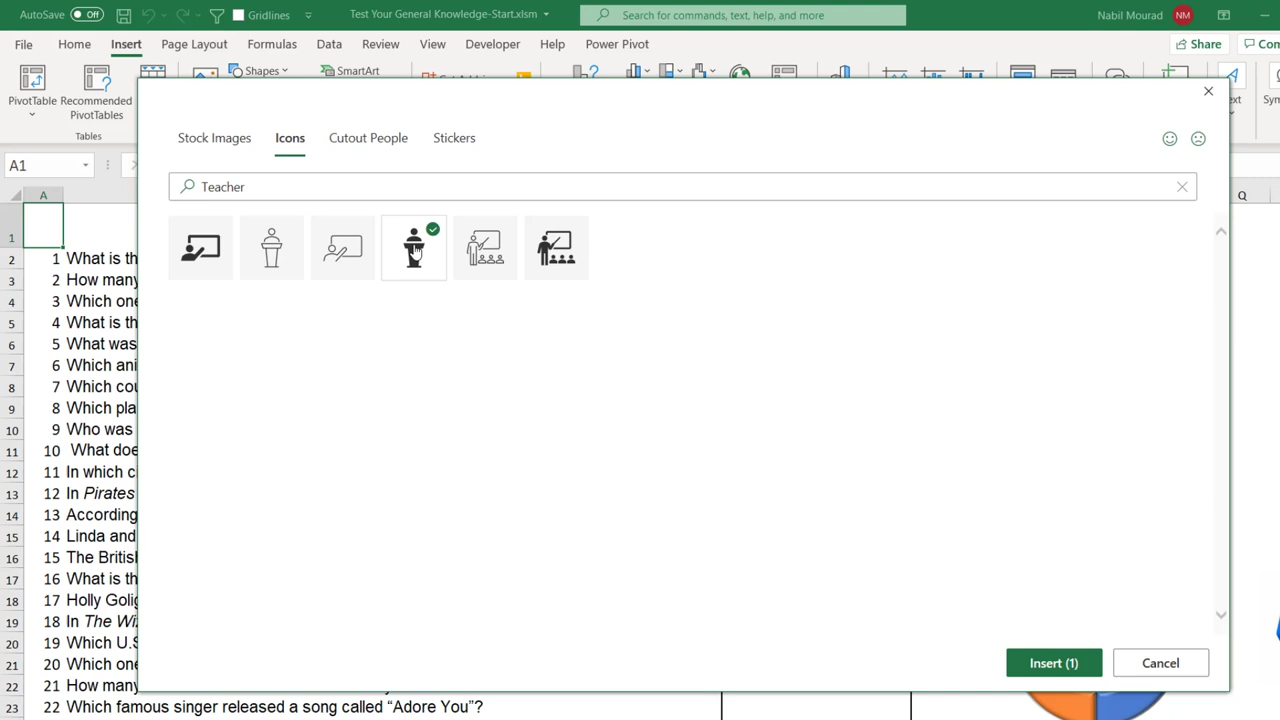 AutoSave Off Gridlines Test Your General Knowledge-Start.xlsm Search for commands, text, help, and more Nabil Mourad NM
File Home Insert Page Layout Formulas Data Review View Developer Help Power Pivot Share
Shapes SmartArt
PivotTable Recommended
PivotTables
Tables
Stock Images Icons Cutout People Stickers
A1
Teacher
A Q
1
2 1 What is th
3 2 How many
4 3 Which one
5 4 What is th
6 5 What was
7 6 Which ani
8 7 Which cou
9 8 Which pla
10 9 Who was
11 10 What doe
12 11 In which c
13 12 In Pirates
14 13 According
15 14 Linda and
16 15 The British
17 16 What is th
18 17 Holly Golig
19 18 In The Wiz
20 19 Which U.S
21 20 Which one
22 21 How many
23 22 Which famous singer released a song called “Adore You”?
Insert (1) Cancel